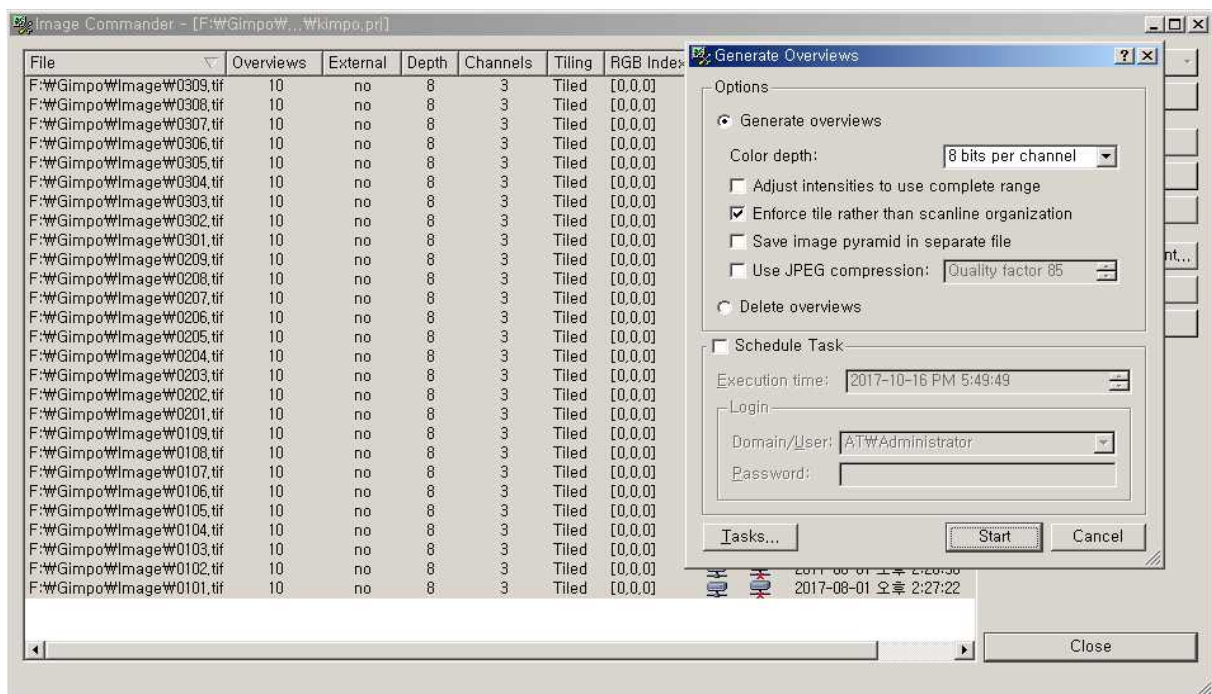 Image Commander - [F:₩Gimpo₩...₩kimpo.prj]
File Overviews External Depth Channels Tiling RGB Index
F:₩Gimpo₩Image₩0309.tif 10 no 8 3 Tiled [0,0,0]
F:₩Gimpo₩Image₩0308.tif 10 no 8 3 Tiled [0,0,0]
F:₩Gimpo₩Image₩0307.tif 10 no 8 3 Tiled [0,0,0]
F:₩Gimpo₩Image₩0306.tif 10 no 8 3 Tiled [0,0,0]
F:₩Gimpo₩Image₩0305.tif 10 no 8 3 Tiled [0,0,0]
F:₩Gimpo₩Image₩0304.tif 10 no 8 3 Tiled [0,0,0]
F:₩Gimpo₩Image₩0303.tif 10 no 8 3 Tiled [0,0,0]
F:₩Gimpo₩Image₩0302.tif 10 no 8 3 Tiled [0,0,0]
F:₩Gimpo₩Image₩0301.tif 10 no 8 3 Tiled [0,0,0]
F:₩Gimpo₩Image₩0209.tif 10 no 8 3 Tiled [0,0,0]
F:₩Gimpo₩Image₩0208.tif 10 no 8 3 Tiled [0,0,0]
F:₩Gimpo₩Image₩0207.tif 10 no 8 3 Tiled [0,0,0]
F:₩Gimpo₩Image₩0206.tif 10 no 8 3 Tiled [0,0,0]
F:₩Gimpo₩Image₩0205.tif 10 no 8 3 Tiled [0,0,0]
F:₩Gimpo₩Image₩0204.tif 10 no 8 3 Tiled [0,0,0]
F:₩Gimpo₩Image₩0203.tif 10 no 8 3 Tiled [0,0,0]
F:₩Gimpo₩Image₩0202.tif 10 no 8 3 Tiled [0,0,0]
F:₩Gimpo₩Image₩0201.tif 10 no 8 3 Tiled [0,0,0]
F:₩Gimpo₩Image₩0109.tif 10 no 8 3 Tiled [0,0,0]
F:₩Gimpo₩Image₩0108.tif 10 no 8 3 Tiled [0,0,0]
F:₩Gimpo₩Image₩0107.tif 10 no 8 3 Tiled [0,0,0]
F:₩Gimpo₩Image₩0106.tif 10 no 8 3 Tiled [0,0,0]
F:₩Gimpo₩Image₩0105.tif 10 no 8 3 Tiled [0,0,0]
F:₩Gimpo₩Image₩0104.tif 10 no 8 3 Tiled [0,0,0]
F:₩Gimpo₩Image₩0103.tif 10 no 8 3 Tiled [0,0,0]
F:₩Gimpo₩Image₩0102.tif 10 no 8 3 Tiled [0,0,0]
F:₩Gimpo₩Image₩0101.tif 10 no 8 3 Tiled [0,0,0] 2017-08-01 오후 2:27:22
Generate Overviews
Options
Generate overviews
Color depth: 8 bits per channel
Adjust intensities to use complete range
Enforce tile rather than scanline organization
Save image pyramid in separate file
Use JPEG compression: Quality factor 85
Delete overviews
Schedule Task
Execution time: 2017-10-16 PM 5:49:49
Login
Domain/User: AT₩Administrator
Password:
Tasks... Start Cancel
nt...
Close